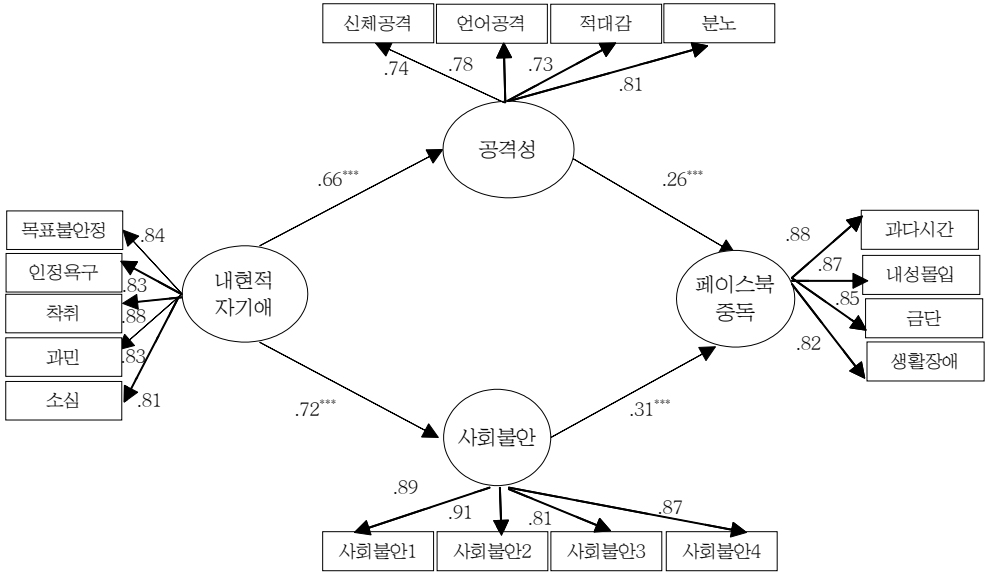 신체공격 언어공격 적대감 분노
.74 .78 .73 .81
공격성
.66*** .26***
목표불안정 .84
인정욕구 .83
착취 .88
과민 .83
소심 .81
내현적
자기애
페이스북
중독
.88 과다시간
.87 내성몰입
.85 금단
.82 생활장애
.72*** .31***
사회불안
.89 .91 .81 .87
사회불안1 사회불안2 사회불안3 사회불안4